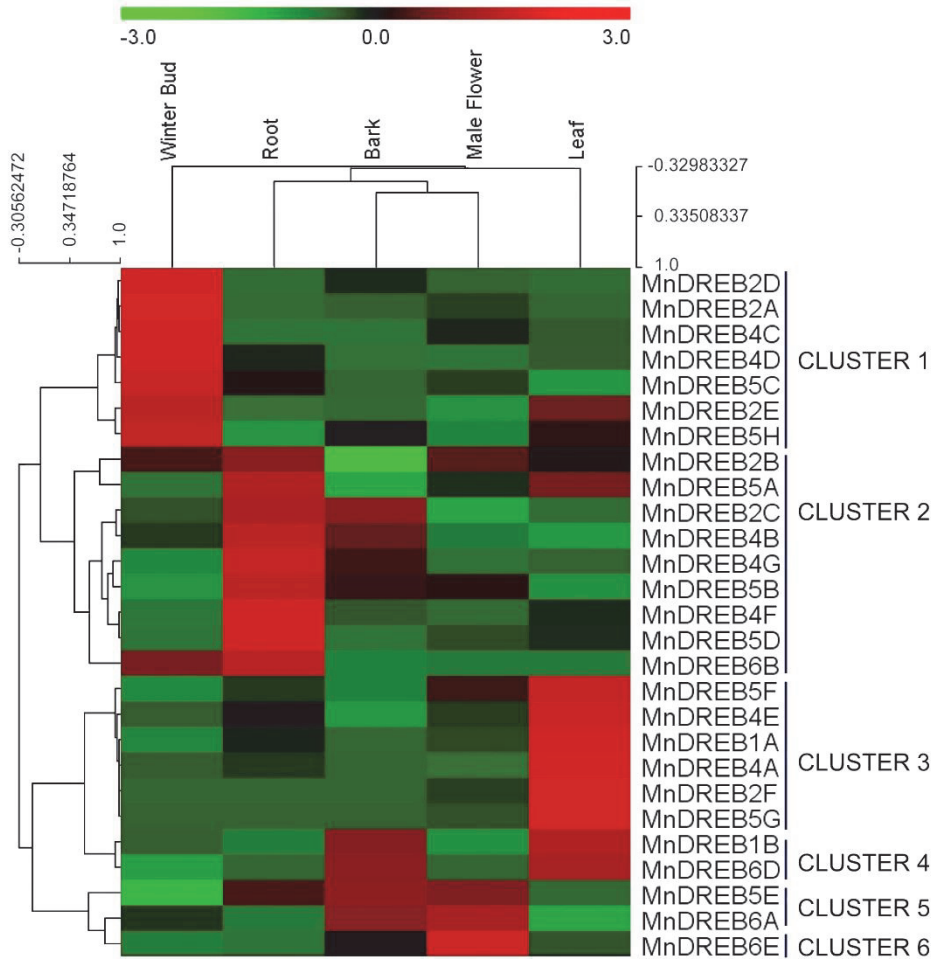 -3.0 0.0 3.0
Winter Bud
Root
Bark
Male Flower
Leaf
-0.30562472
0.34718764
1.0
-0.32983327
0.33508337
1.0
MnDREB2D
MnDREB2A
MnDREB4C
MnDREB4D
MnDREB5C
MnDREB2E
MnDREB5H
CLUSTER 1
MnDREB2B
MnDREB5A
MnDREB2C
MnDREB4B
MnDREB4G
MnDREB5B
MnDREB4F
MnDREB5D
MnDREB6B
CLUSTER 2
MnDREB5F
MnDREB4E
MnDREB1A
MnDREB4A
MnDREB2F
MnDREB5G
CLUSTER 3
MnDREB1B
MnDREB6D
CLUSTER 4
MnDREB5E
MnDREB6A
CLUSTER 5
MnDREB6E
CLUSTER 6